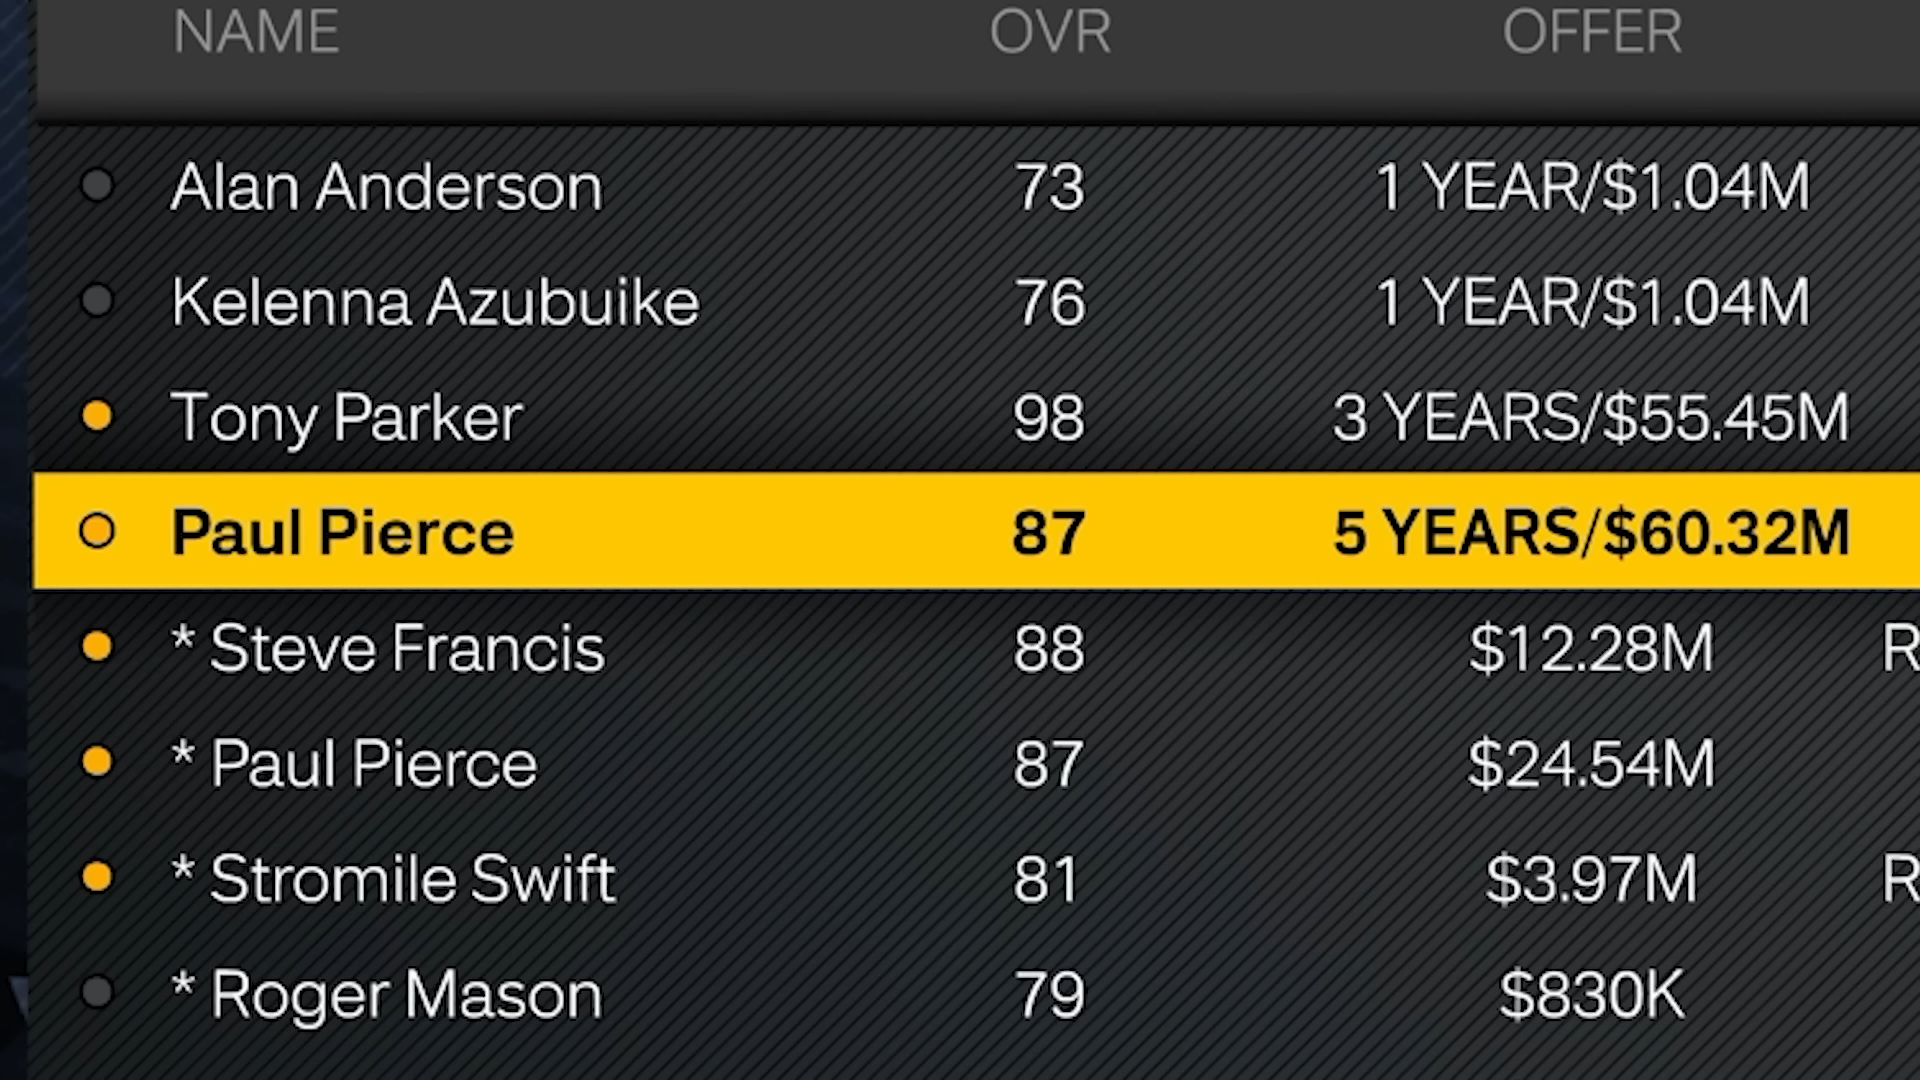 NAME OVR OFFER
Alan Anderson 73 1 YEAR/$1.04M
Kelenna Azubuike 76 1 YEAR/$1.04M
Tony Parker 98 3 YEARS/$55.45M
Paul Pierce 87 5 YEARS/$60.32M
* Steve Francis 88 $12.28M R
* Paul Pierce 87 $24.54M
* Stromile Swift 81 $3.97M R
* Roger Mason 79 $830K